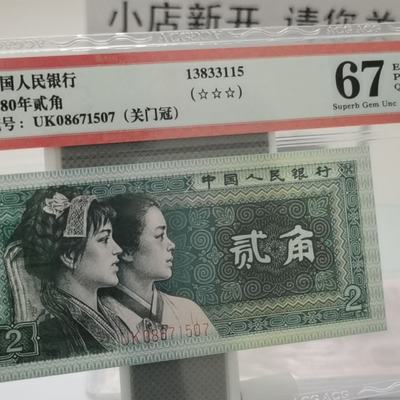 小店新开 请你关
国人民银行
80年贰角
号: UK08671507 (关门冠)
13833115
(☆☆☆)
67
E
P
Q
Superb Gem Unc
中国人民银行
贰角
UK08671507
2
2